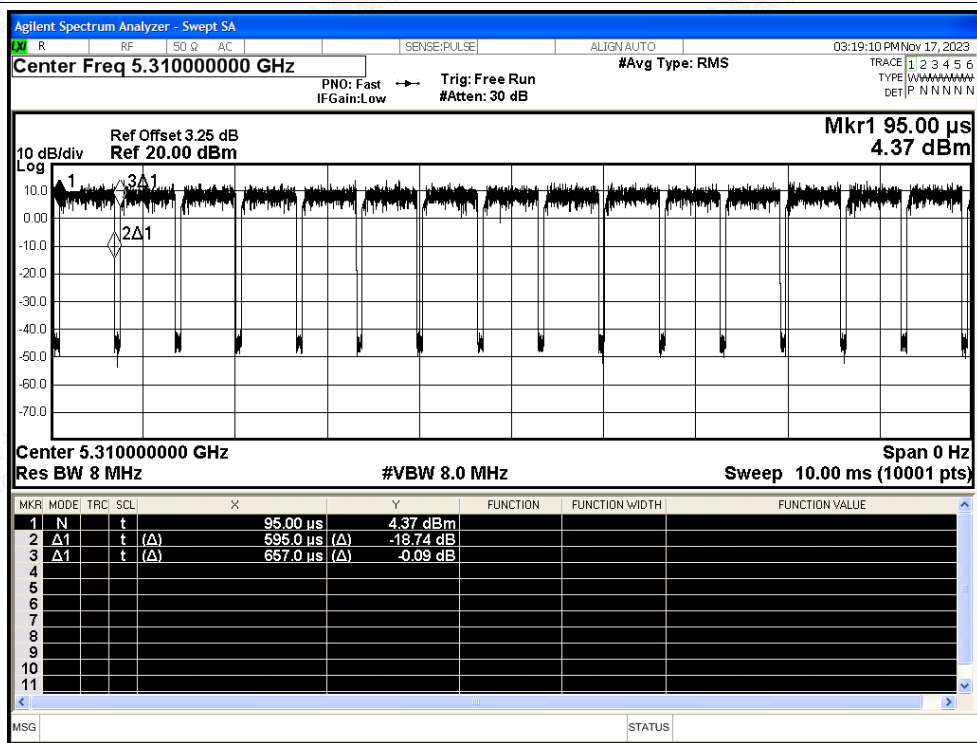 Agilent Spectrum Analyzer - Swept SA
LXI R RF 50 Ω AC SENSE:PULSE ALIGN AUTO 03:19:10 PM Nov 17, 2023
Center Freq 5.310000000 GHz #Avg Type: RMS TRACE 1 2 3 4 5 6
PNO: Fast Trig: Free Run TYPE WWWWWW
IFGain:Low #Atten: 30 dB DET P N N N N N
Mkr1 95.00 µs
Ref Offset 3.25 dB
10 dB/div Ref 20.00 dBm 4.37 dBm
Log
10.0 1 3Δ1
0.00
2Δ1
-10.0
-20.0
-30.0
-40.0
-50.0
-60.0
-70.0
Center 5.310000000 GHz Span 0 Hz
Res BW 8 MHz #VBW 8.0 MHz Sweep 10.00 ms (10001 pts)
MKR MODE TRC SCL X Y FUNCTION FUNCTION WIDTH FUNCTION VALUE
1 N t 95.00 µs 4.37 dBm
2 Δ1 t (Δ) 595.0 µs (Δ) -18.74 dB
3 Δ1 t (Δ) 657.0 µs (Δ) -0.09 dB
4
5
6
7
8
9
10
11
MSG STATUS